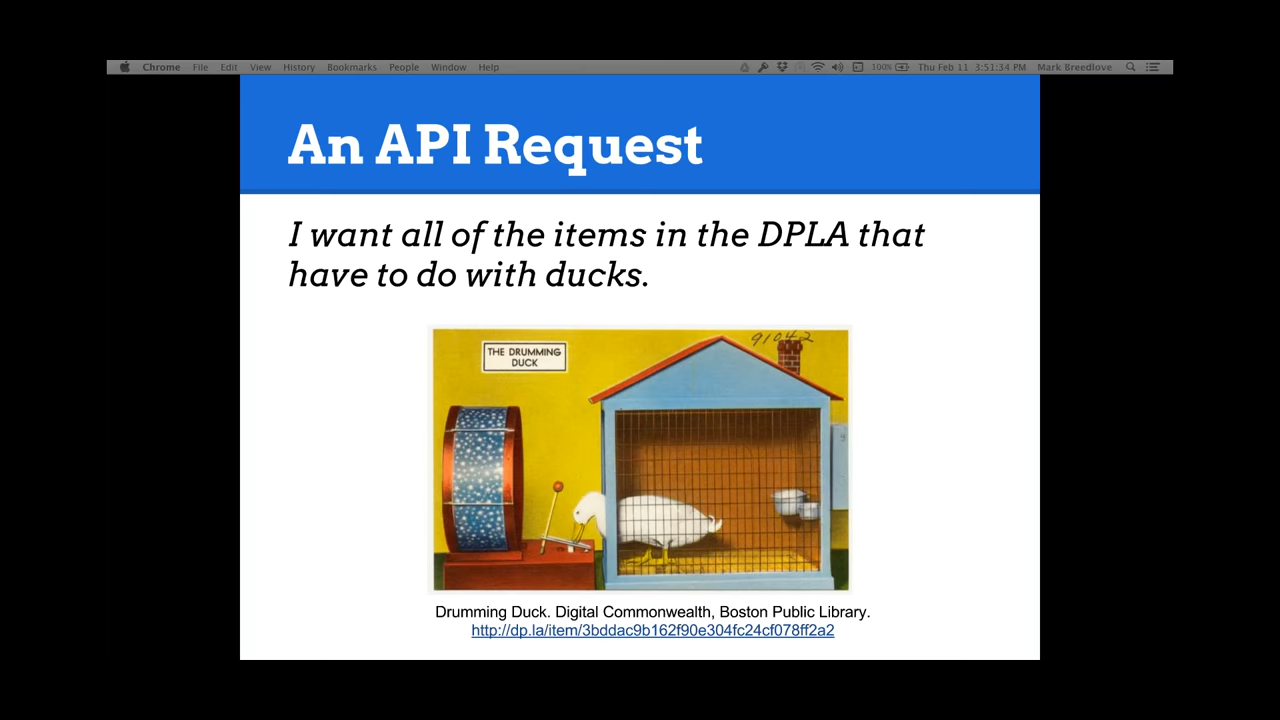 Chrome File Edit View History Bookmarks People Window Help 100% Thu Feb 11 3:51:34 PM Mark Breedlove
An API Request
I want all of the items in the DPLA that
have to do with ducks.
91042
THE DRUMMING
DUCK
Drumming Duck. Digital Commonwealth, Boston Public Library.
http://dp.la/item/3bddac9b162f90e304fc24cf078ff2a2